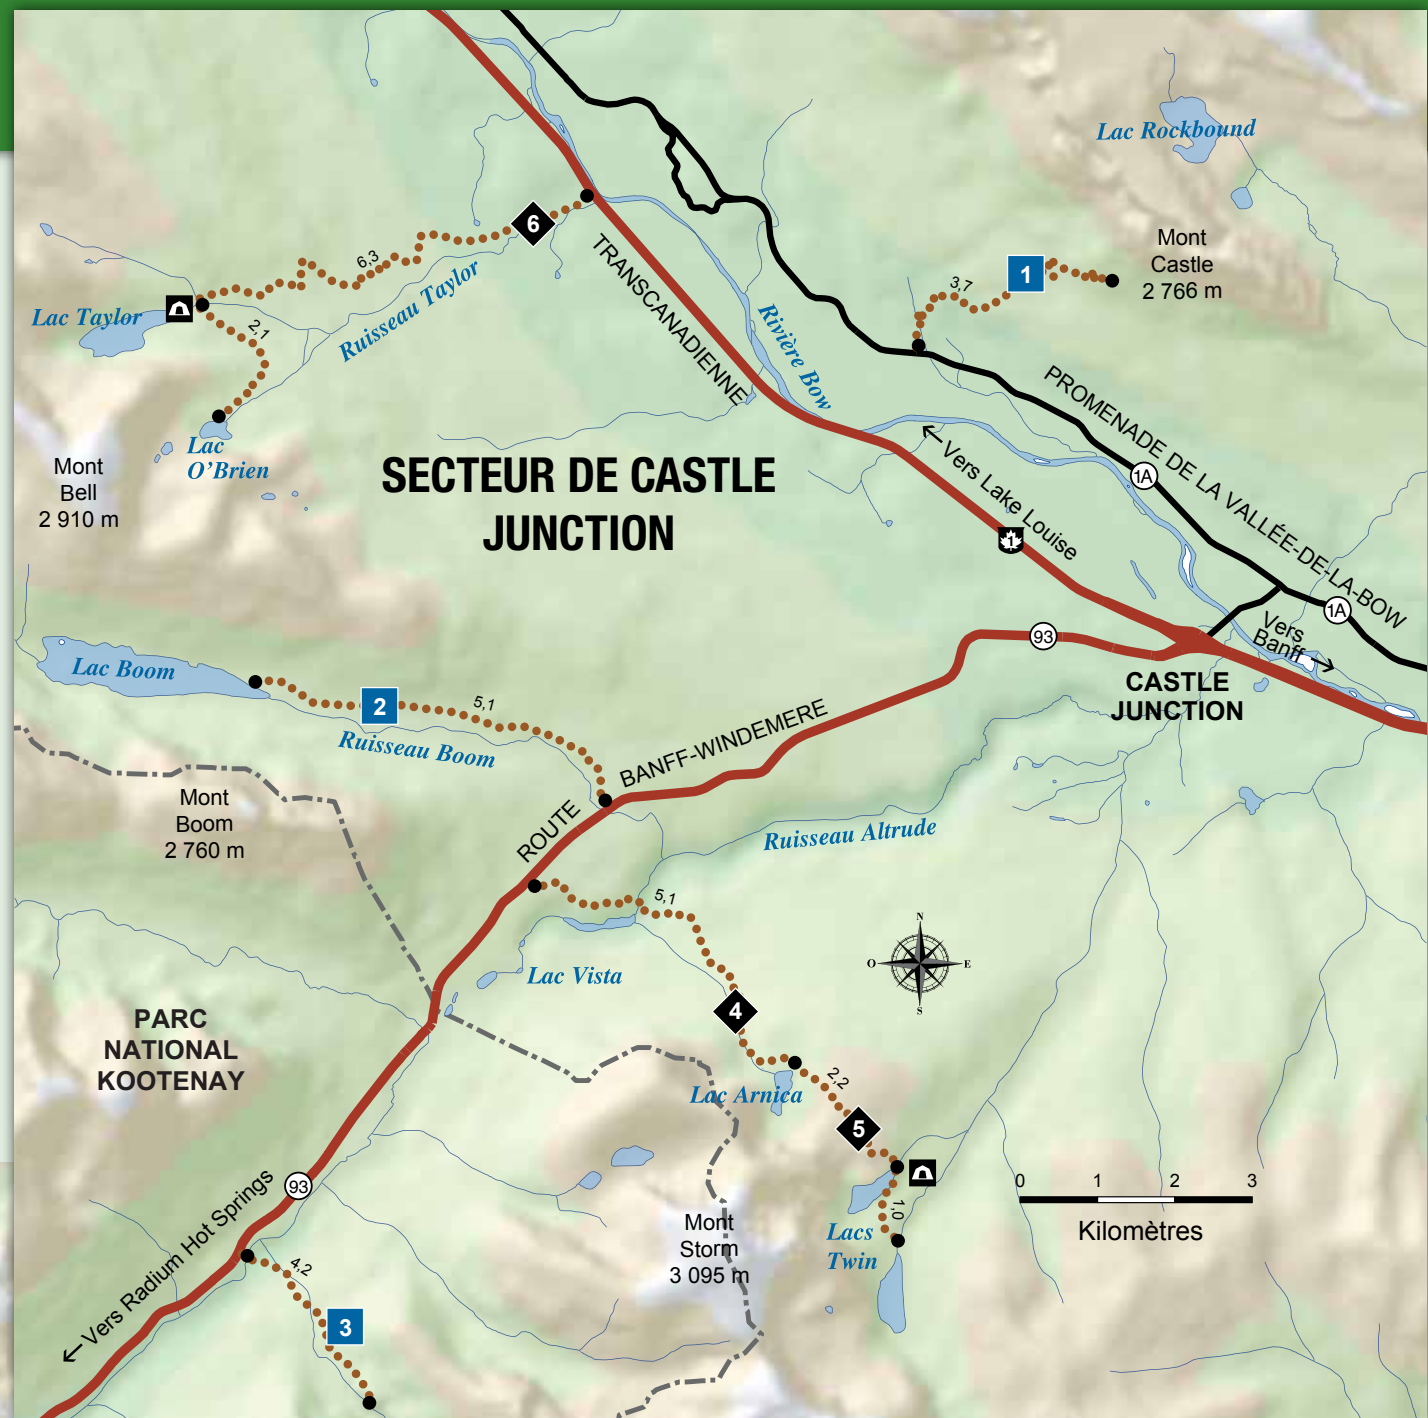 Lac Rockbound
Mont
Castle
2 766 m
6
6,3
TRANSCANADIENNE
1
3,7
Lac Taylor
2,1
Ruisseau Taylor
Rivière Bow
PROMENADE DE LA VALLÉE-DE-LA-BOW
Lac
O'Brien
Mont
Bell
2 910 m
SECTEUR DE CASTLE
JUNCTION
Vers Lake Louise
1A
1
1A
93
Vers
Banff
CASTLE
JUNCTION
Lac Boom
2
5,1
Ruisseau Boom
BANFF-WINDEMERE
ROUTE
Mont
Boom
2 760 m
Ruisseau Altrude
5,1
Lac Vista
N
O
E
S
4
PARC
NATIONAL
KOOTENAY
Lac Arnica
2,2
5
93
Vers Radium Hot Springs
1,0
Lacs
Twin
Mont
Storm
3 095 m
0 1 2 3
Kilomètres
4,2
3